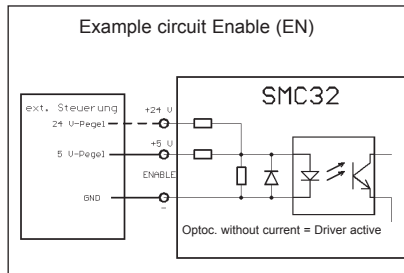 Example circuit Enable (EN)
SMC32
ext. Steuerung
+24 V
24 V-Pegel
+5 V
5 V-Pegel
ENABLE
GND
-
Optoc. without current = Driver active